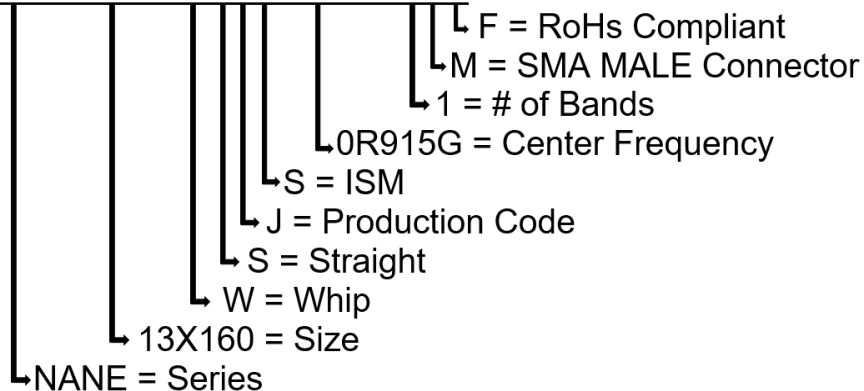 F = RoHs Compliant
M = SMA MALE Connector
1 = # of Bands
0R915G = Center Frequency
S = ISM
J = Production Code
S = Straight
W = Whip
13X160 = Size
NANE = Series